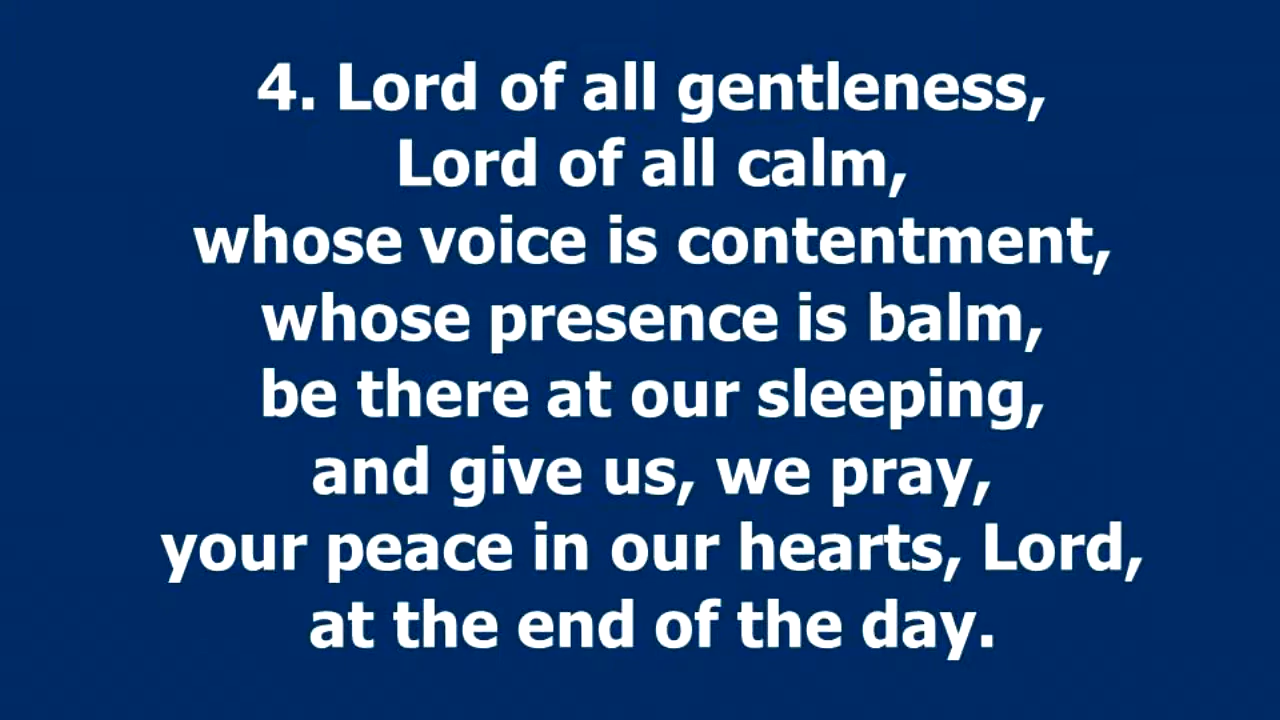 4. Lord of all gentleness,
Lord of all calm,
whose voice is contentment,
whose presence is balm,
be there at our sleeping,
and give us, we pray,
your peace in our hearts, Lord,
at the end of the day.